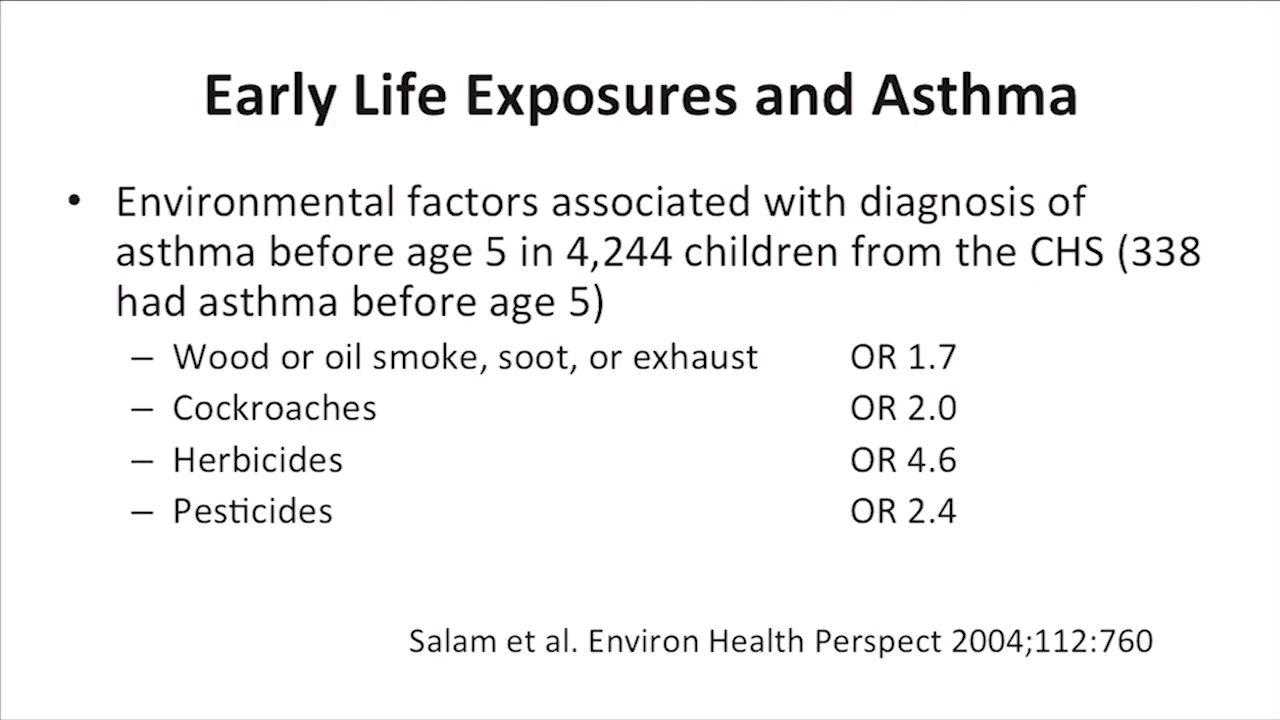 Early Life Exposures and Asthma
• Environmental factors associated with diagnosis of
asthma before age 5 in 4,244 children from the CHS (338
had asthma before age 5)
– Wood or oil smoke, soot, or exhaust OR 1.7
– Cockroaches OR 2.0
– Herbicides OR 4.6
– Pesticides OR 2.4
Salam et al. Environ Health Perspect 2004;112:760